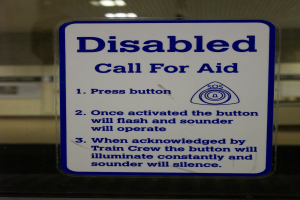 Disabled
Call For Aid
1. Press button
2. Once activated the button
will flash and sounder
will operate
3. When acknowledged by
Train Crew the button will
illuminate constantly and
sounder will silence.